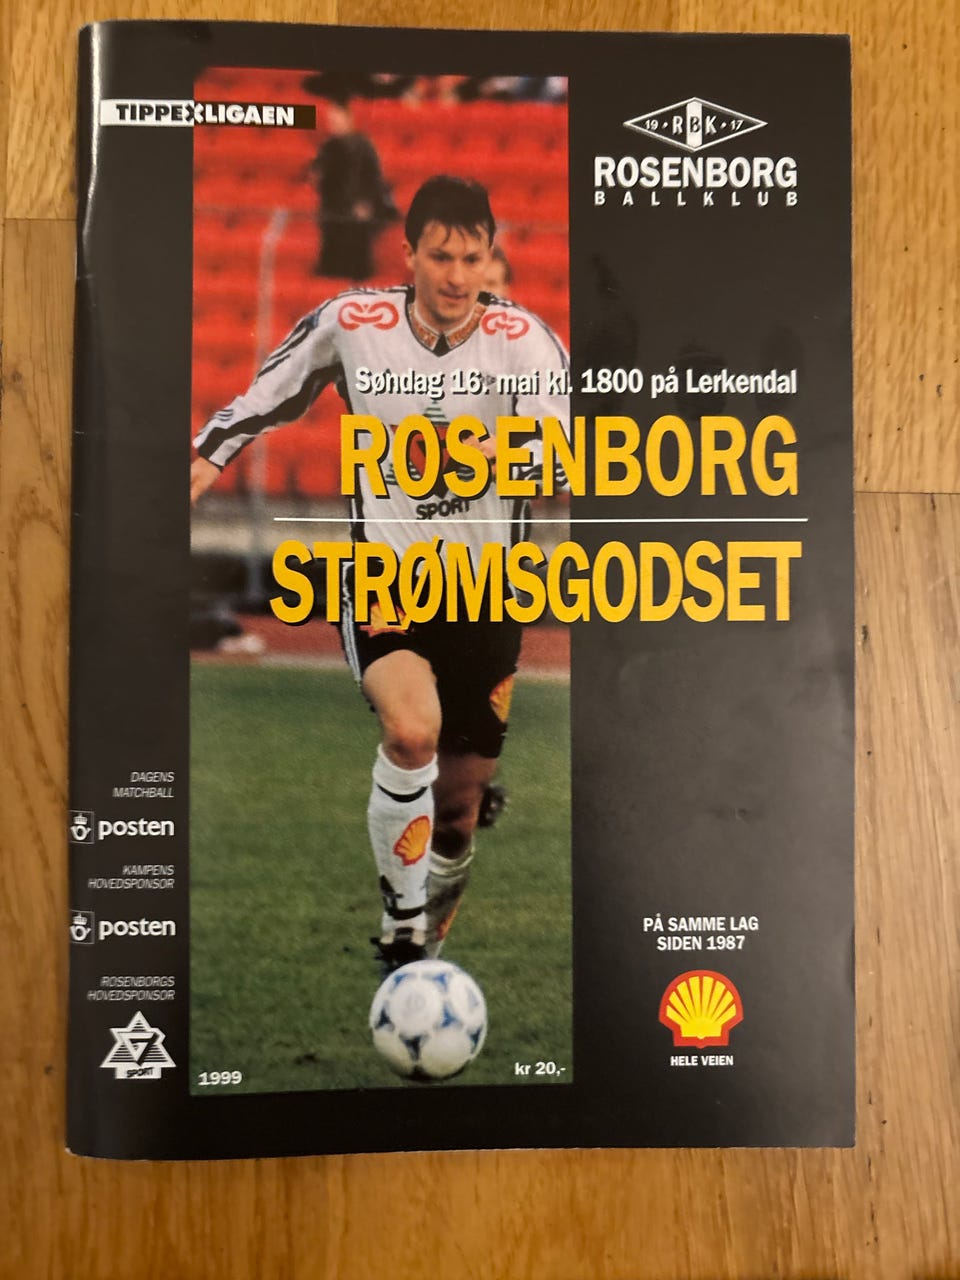 TIPPEXLIGAEN
19 • RBK • 17
ROSENBORG
BALLKLUB
Søndag 16. mai kl. 1800 på Lerkendal
ROSENBORG
SPORT
STRØMSGODSET
DAGENS
MATCHBALL
posten
KAMPENS
HOVEDSPONSOR
posten
ROSENBORGS
HOVEDSPONSOR
SPORT
1999
kr 20,-
PÅ SAMME LAG
SIDEN 1987
HELE VEIEN